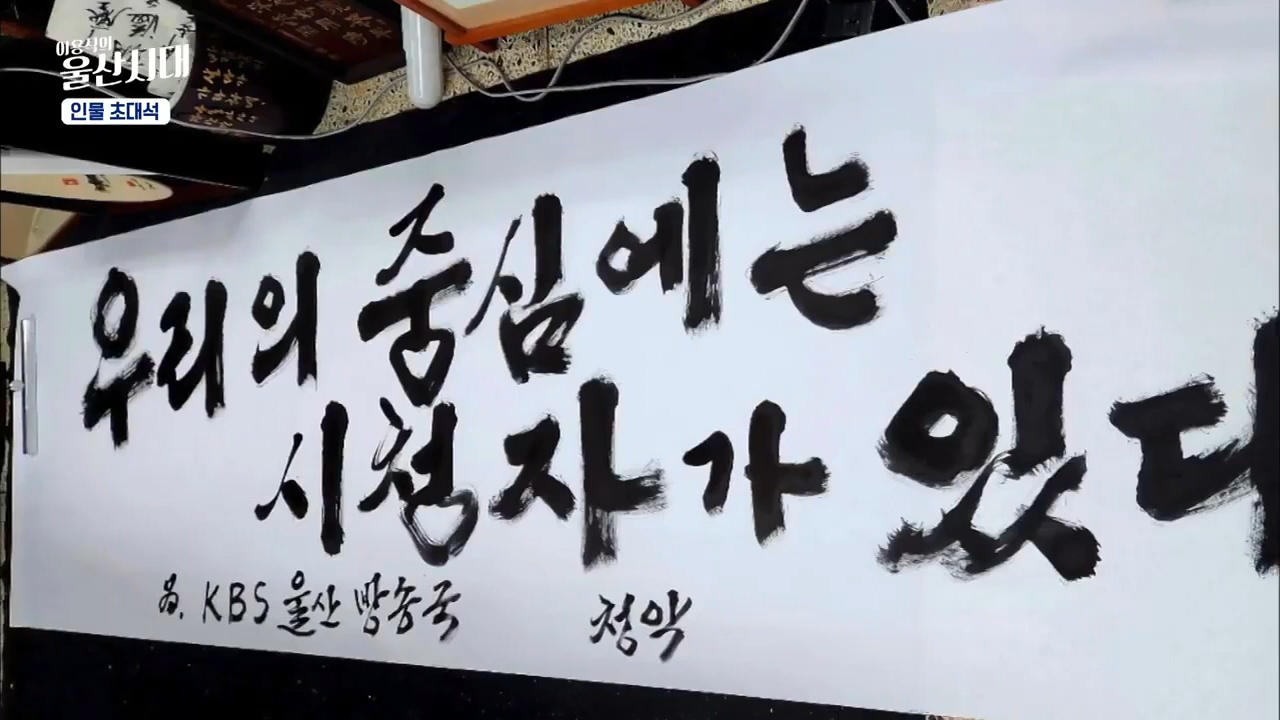 이용식의
울산시대
인물 초대석
우리의 중심에는
시청자가 있다
KBS 울산 방송국 청악